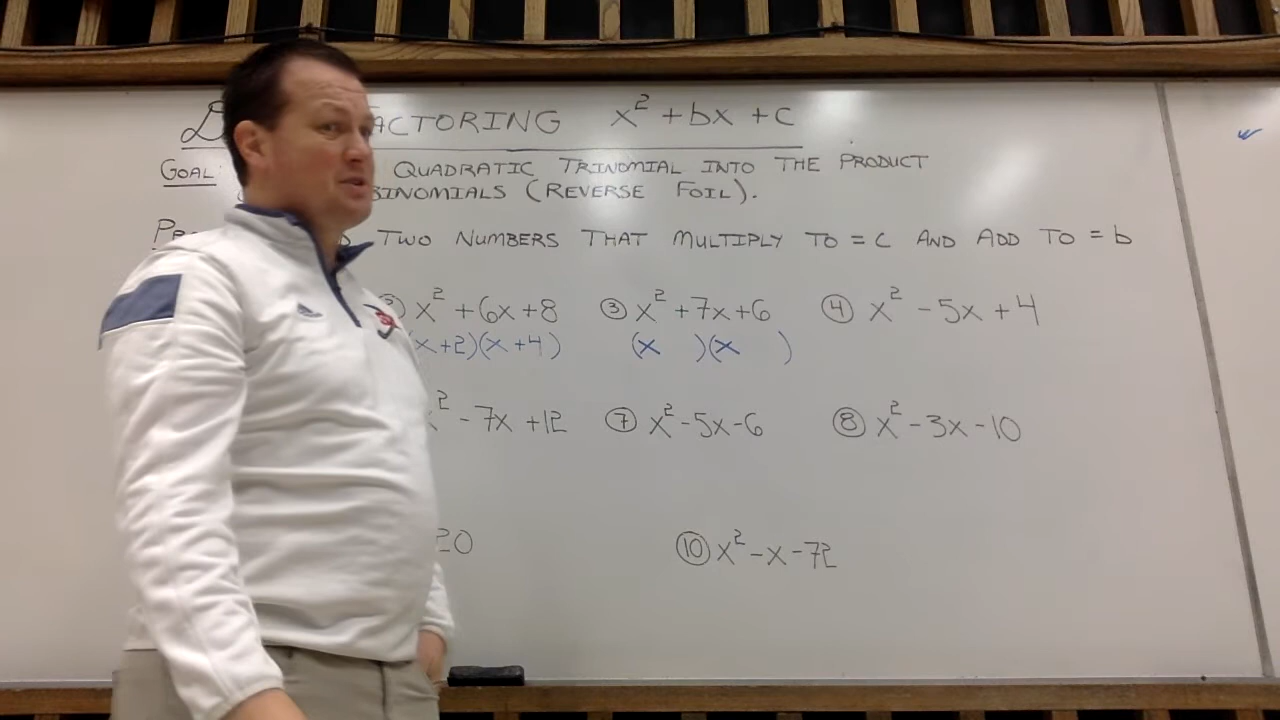 ACTORING x² + bx + c
GOAL QUADRATIC TRINOMIAL INTO THE PRODUCT
BINOMIALS (REVERSE FOIL).
TWO NUMBERS THAT MULTIPLY TO = C AND ADD TO = b
x² + 6x + 8 ③ x² + 7x + 6 ④ x² - 5x + 4
(x + 2)(x + 4) (x )(x )
² - 7x + 12 ⑦ x² - 5x - 6 ⑧ x² - 3x - 10
20 ⑩ x² - x - 72